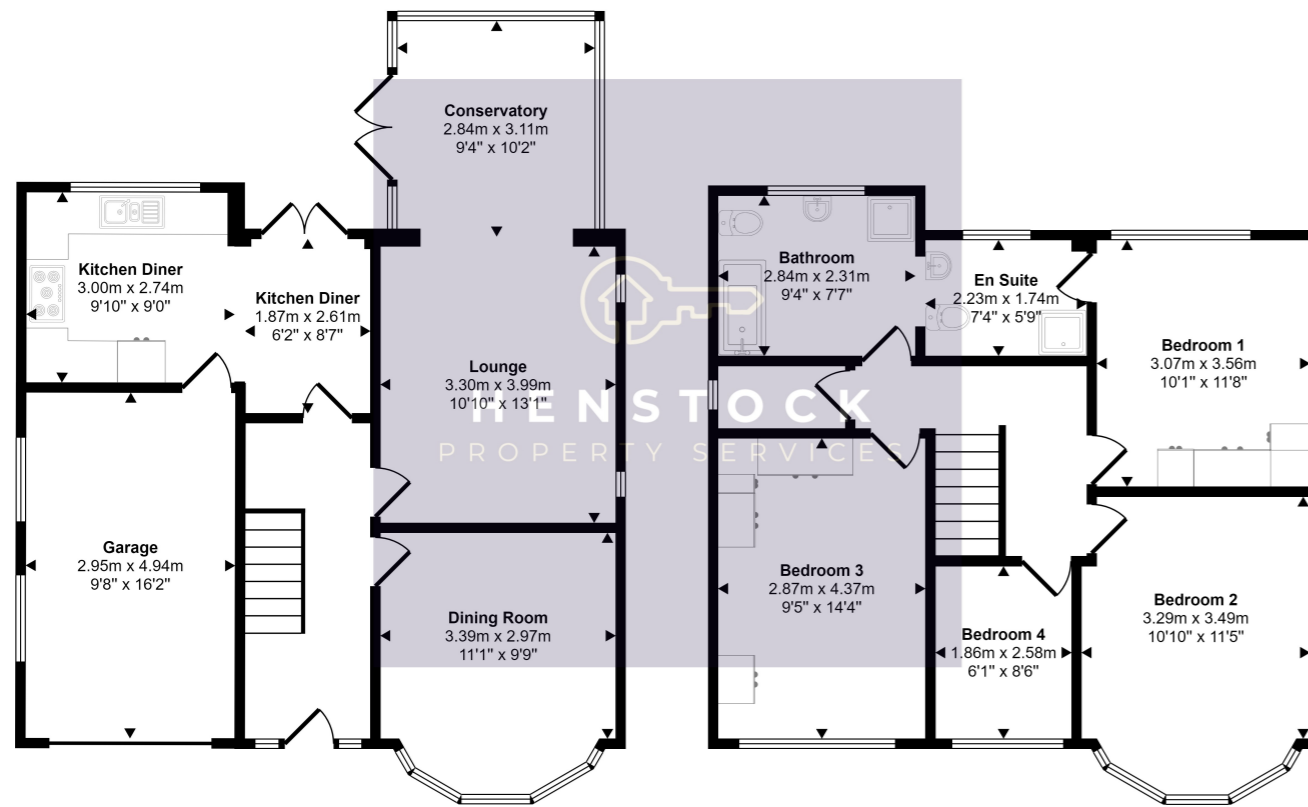 Conservatory
2.84m x 3.11m
9'4" x 10'2"
Kitchen Diner
3.00m x 2.74m
9'10" x 9'0"
Kitchen Diner
1.87m x 2.61m
6'2" x 8'7"
Lounge
3.30m x 3.99m
10'10" x 13'1"
Garage
2.95m x 4.94m
9'8" x 16'2"
Dining Room
3.39m x 2.97m
11'1" x 9'9"
Bathroom
2.84m x 2.31m
9'4" x 7'7"
En Suite
2.23m x 1.74m
7'4" x 5'9"
Bedroom 1
3.07m x 3.56m
10'1" x 11'8"
HENSTOCK
PROPERTY SERVICES
Bedroom 3
2.87m x 4.37m
9'5" x 14'4"
Bedroom 4
1.86m x 2.58m
6'1" x 8'6"
Bedroom 2
3.29m x 3.49m
10'10" x 11'5"